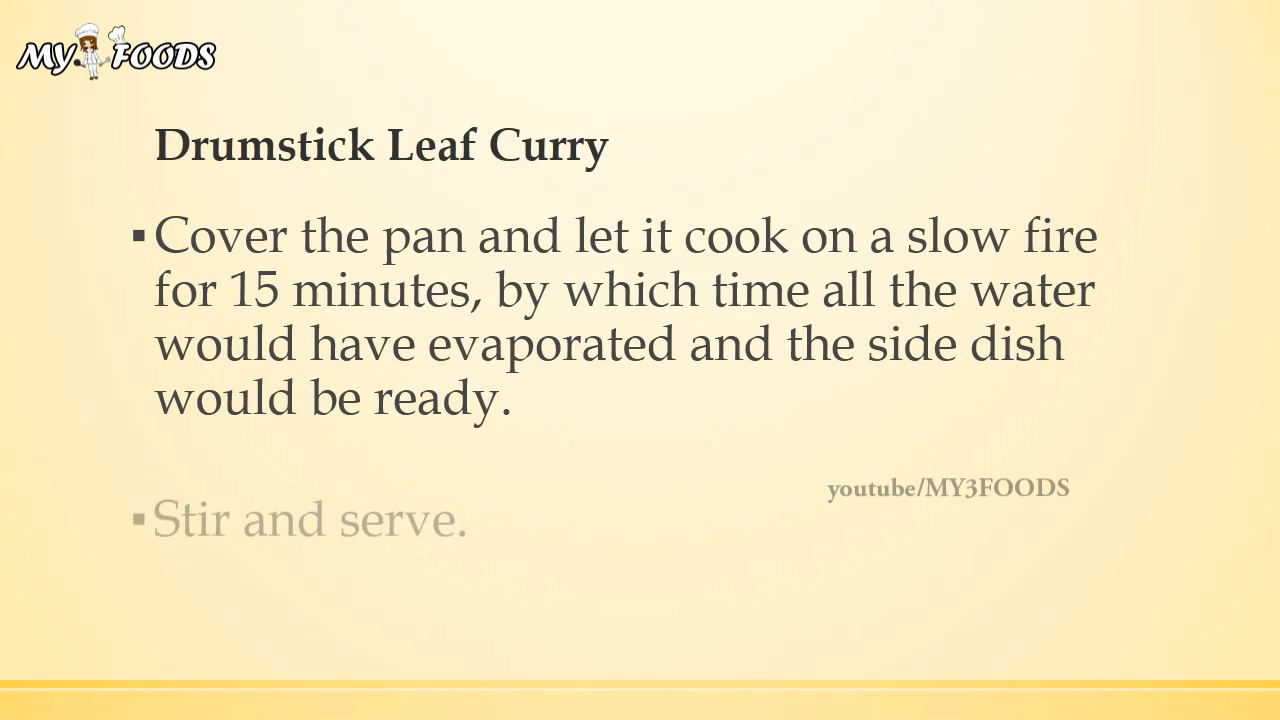 MY FOODS
Drumstick Leaf Curry
▪Cover the pan and let it cook on a slow fire
for 15 minutes, by which time all the water
would have evaporated and the side dish
would be ready.
youtube/MY3FOODS
▪Stir and serve.